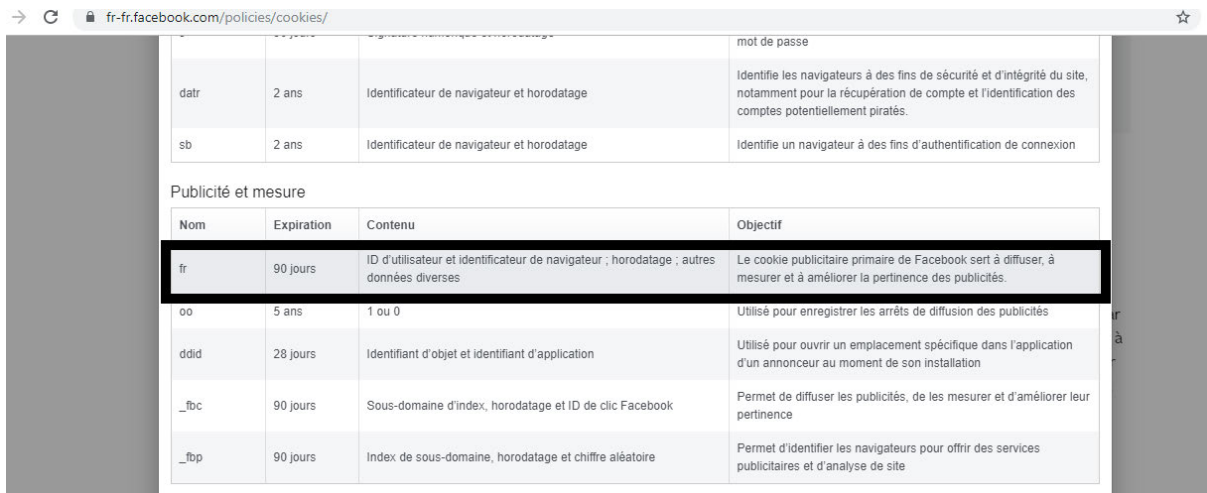 fr-fr.facebook.com/policies/cookies/
mot de passe
datr 2 ans Identificateur de navigateur et horodatage Identifie les navigateurs à des fins de sécurité et d'intégrité du site,
notamment pour la récupération de compte et l'identification des
comptes potentiellement piratés.
sb 2 ans Identificateur de navigateur et horodatage Identifie un navigateur à des fins d'authentification de connexion
Publicité et mesure
Nom Expiration Contenu Objectif
fr 90 jours ID d'utilisateur et identificateur de navigateur ; horodatage ; autres
données diverses
Le cookie publicitaire primaire de Facebook sert à diffuser, à
mesurer et à améliorer la pertinence des publicités.
oo 5 ans 1 ou 0 Utilisé pour enregistrer les arrêts de diffusion des publicités
ddid 28 jours Identifiant d'objet et identifiant d'application Utilisé pour ouvrir un emplacement spécifique dans l'application
d'un annonceur au moment de son installation
_fbc 90 jours Sous-domaine d'index, horodatage et ID de clic Facebook Permet de diffuser les publicités, de les mesurer et d'améliorer leur
pertinence
_fbp 90 jours Index de sous-domaine, horodatage et chiffre aléatoire Permet d'identifier les navigateurs pour offrir des services
publicitaires et d'analyse de site